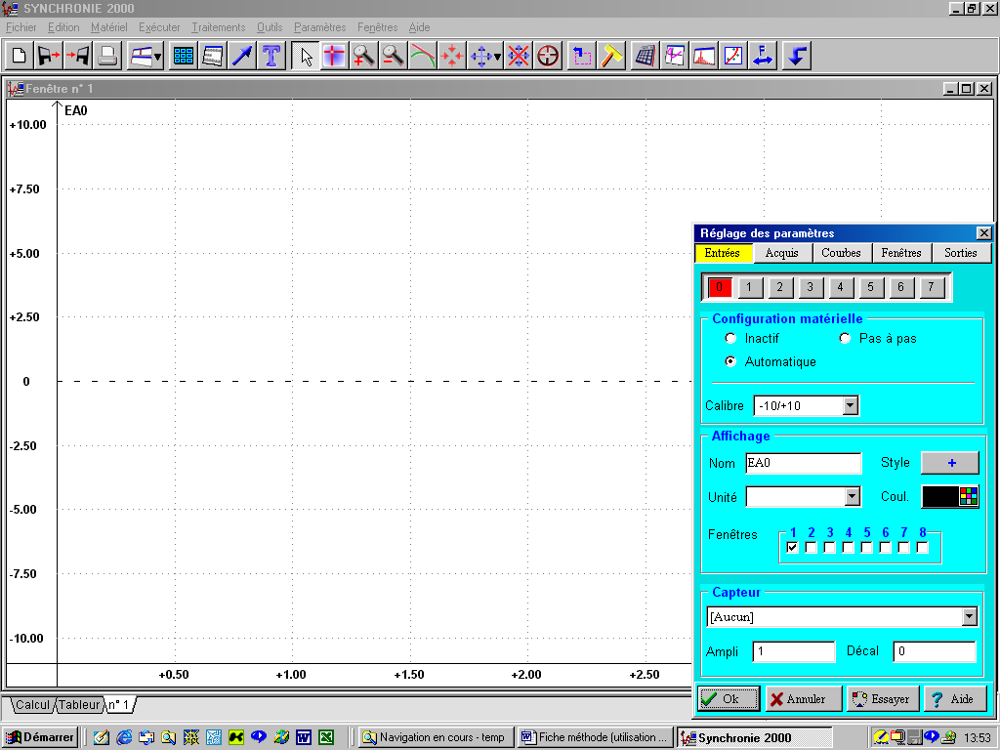 SYNCHRONIE 2000
Fichier Edition Matériel Exécuter Traitements Outils Paramètres Fenêtres Aide
Fenêtre n° 1
EA0
+10.00
+7.50
+5.00
+2.50
0
-2.50
-5.00
-7.50
-10.00
+0.50 +1.00 +1.50 +2.00 +2.50
Réglage des paramètres
Entrées Acquis Courbes Fenêtres Sorties
0 1 2 3 4 5 6 7
Configuration matérielle
Inactif Pas à pas
Automatique
Calibre -10/+10
Affichage
Nom EA0 Style +
Unité Coul.
Fenêtres 1 2 3 4 5 6 7 8
Capteur
[Aucun]
Ampli 1 Décal 0
Ok Annuler Essayer ? Aide
Calcul Tableur n° 1
Démarrer Navigation en cours - temp Fiche méthode (utilisation ... Synchronie 2000 13:53